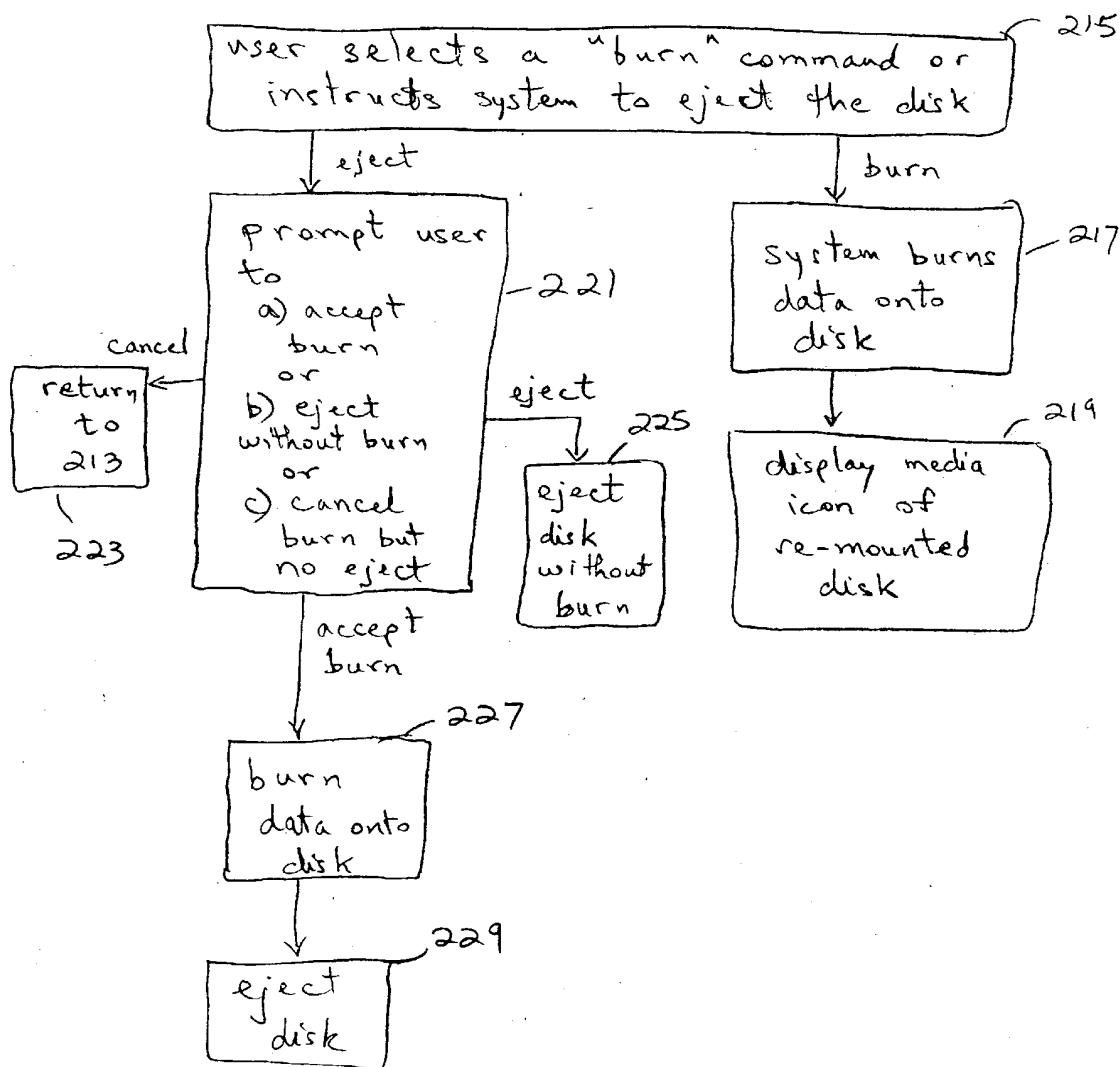 215
user selects a "burn" command or
instructs system to eject the disk
eject
burn
prompt user
to
a) accept
burn
or
b) eject
without burn
or
c) cancel
burn but
no eject
221
cancel
return
to
213
223
eject
225
eject
disk
without
burn
system burns
data onto
disk
217
219
display media
icon of
re-mounted
disk
accept
burn
227
burn
data onto
disk
229
eject
disk